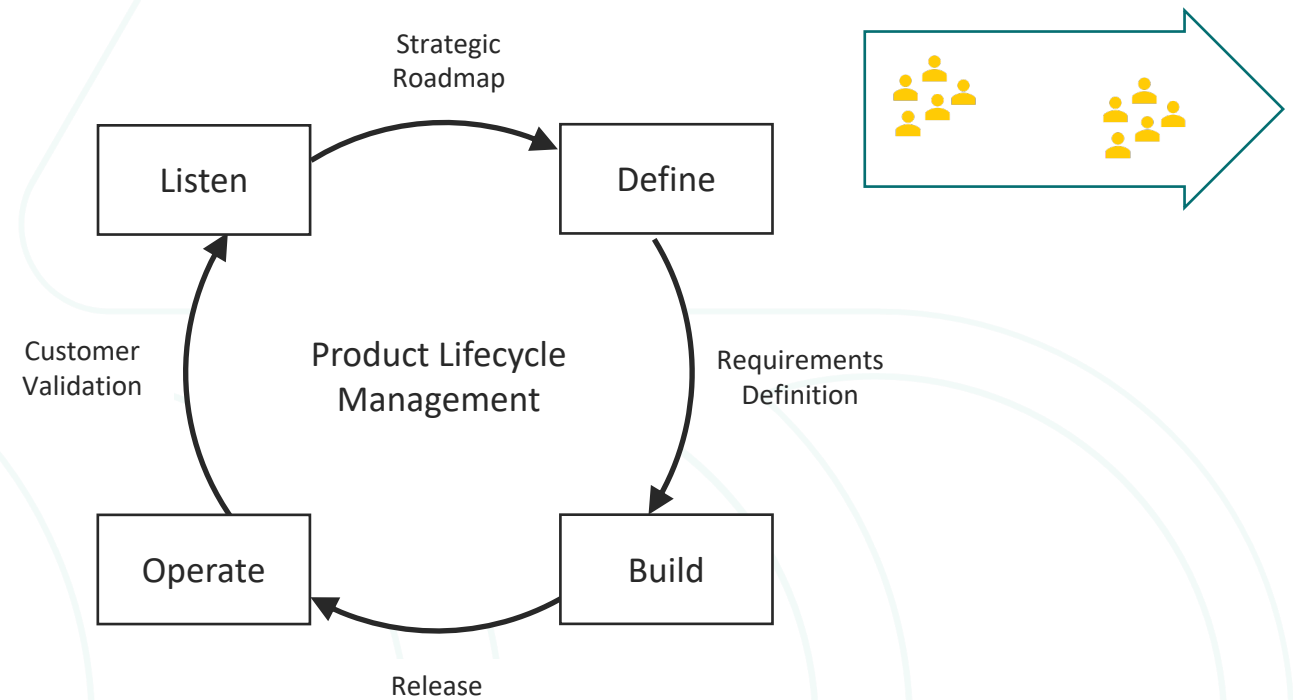 Strategic
Roadmap
Listen
Define
Customer
Validation
Product Lifecycle
Management
Requirements
Definition
Operate
Build
Release